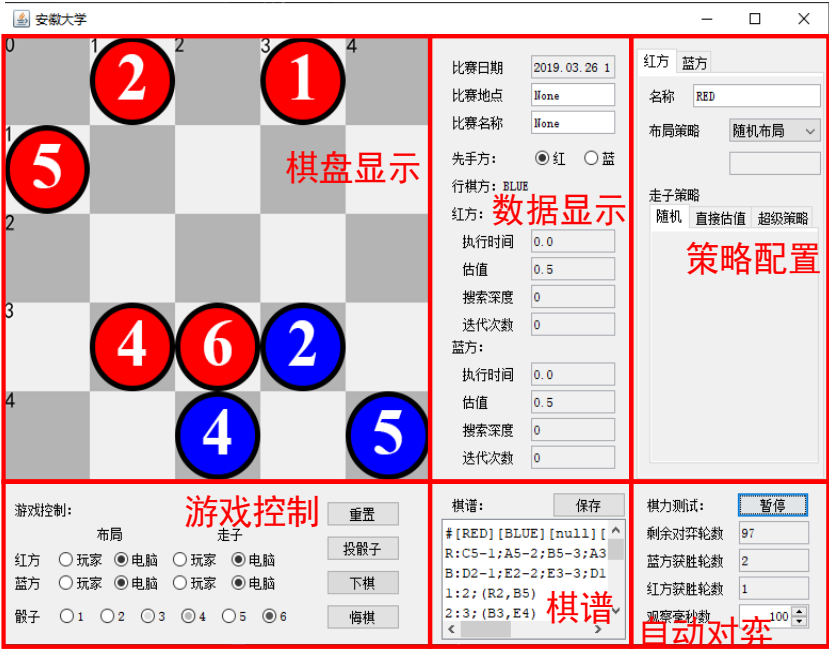 安徽大学
0 1 2 3 4
2 1
1
5
棋盘显示
2
3
4 6 2
4
4 5
比赛日期 2019.03.26 1
比赛地点 None
比赛名称 None
先手方: 红 蓝
行棋方: BLUE
红方: 数据显示
执行时间 0.0
估值 0.5
搜索深度 0
迭代次数 0
蓝方:
执行时间 0.0
估值 0.5
搜索深度 0
迭代次数 0
红方 蓝方
名称 RED
布局策略 随机布局
走子策略
随机 直接估值 超级策略
策略配置
游戏控制: 游戏控制
布局 走子
红方 玩家 电脑 玩家 电脑
蓝方 玩家 电脑 玩家 电脑
骰子 1 2 3 4 5 6
重置
投骰子
下棋
悔棋
棋谱: 保存
#[RED][BLUE][null][
R:C5-1;A5-2;B5-3;A3
B:D2-1;E2-2;E3-3;D1
1:2;(R2,B5)
2:3;(B3,E4)
棋谱
棋力测试: 暂停
剩余对弈轮数 97
蓝方获胜轮数 2
红方获胜轮数 1
观察毫秒数 100
自动对弈